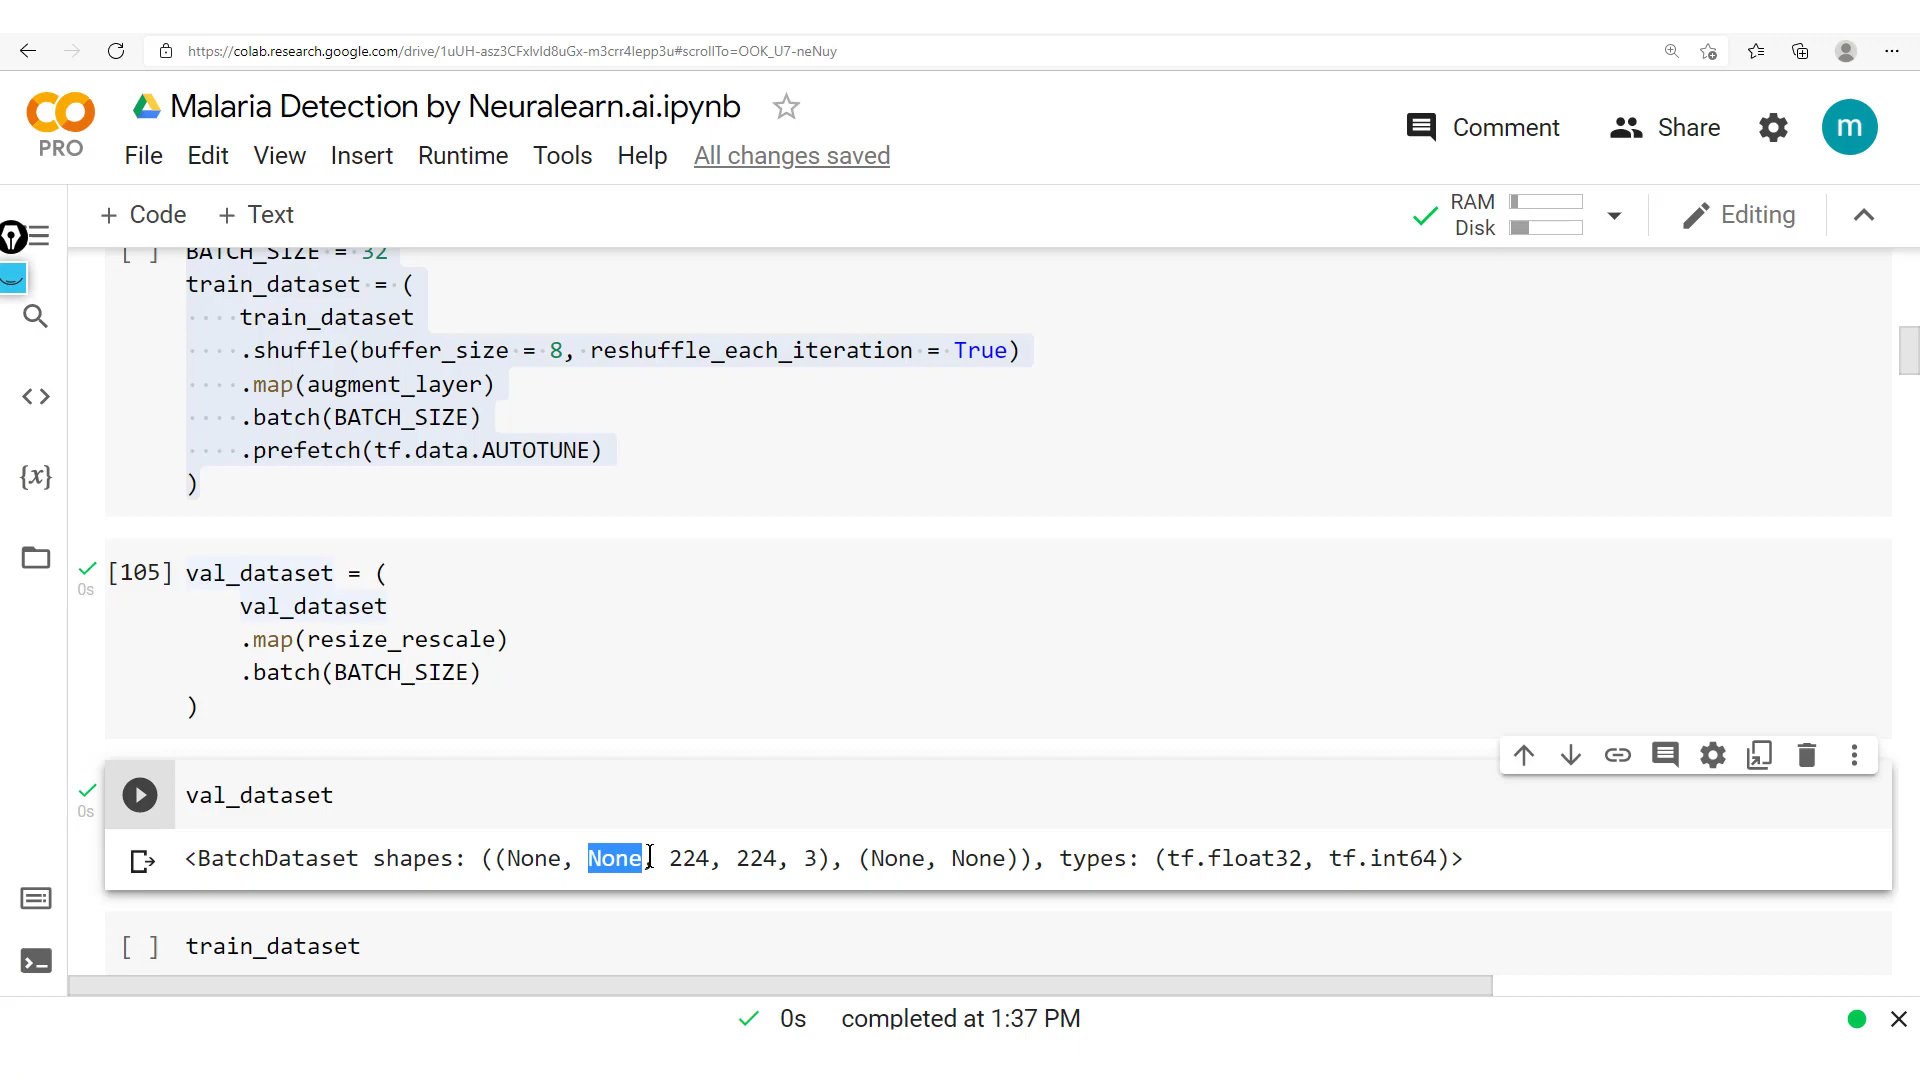 https://colab.research.google.com/drive/1uUH-asz3CFxlvId8uGx-m3crr4lepp3u#scrollTo=OOK_U7-neNuy
PRO
Malaria Detection by Neuralearn.ai.ipynb
File Edit View Insert Runtime Tools Help All changes saved
Comment
Share
m
+ Code + Text
RAM
Disk
Editing
[ ] BATCH_SIZE = 32
train_dataset = (
train_dataset
.shuffle(buffer_size = 8, reshuffle_each_iteration = True)
.map(augment_layer)
.batch(BATCH_SIZE)
.prefetch(tf.data.AUTOTUNE)
)
{x}
0s
[105] val_dataset = (
val_dataset
.map(resize_rescale)
.batch(BATCH_SIZE)
)
0s
val_dataset
<BatchDataset shapes: ((None, None, 224, 224, 3), (None, None)), types: (tf.float32, tf.int64)>
[ ] train_dataset
0s completed at 1:37 PM